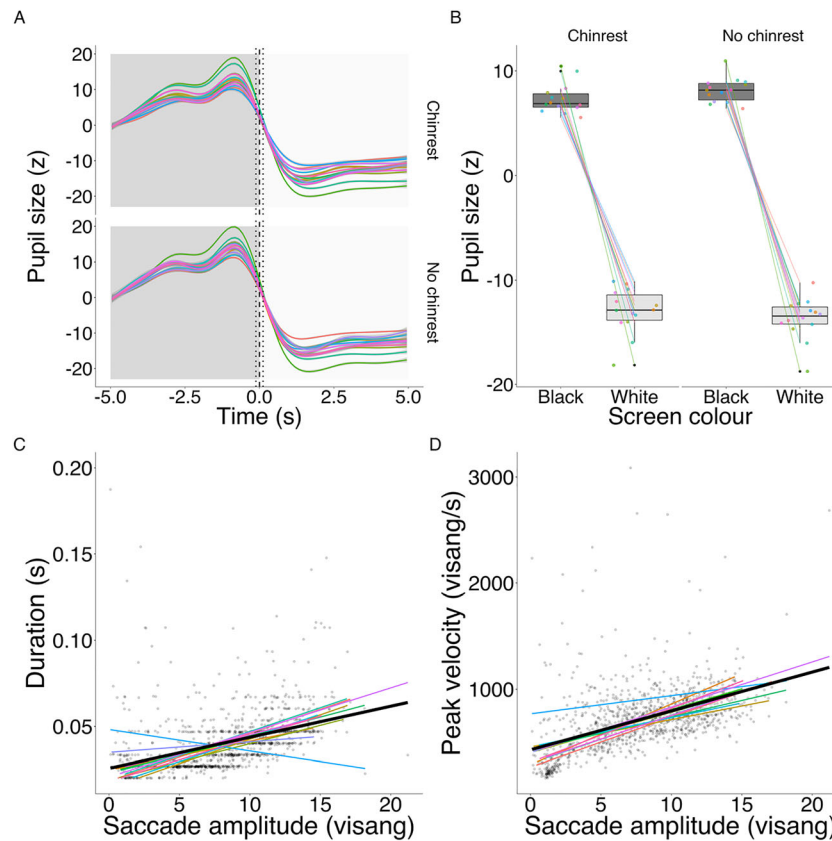 A
20
10
0
-10
-20
Chinrest
20
10
0
-10
-20
No chinrest
Pupil size (z)
-5.0
-2.5
0.0
2.5
5.0
Time (s)
B
Chinrest
No chinrest
10
0
-10
-20
Pupil size (z)
Black
White
Black
White
Screen colour
C
0.20
0.15
0.10
0.05
Duration (s)
0
5
10
15
20
Saccade amplitude (visang)
D
3000
2000
1000
Peak velocity (visang/s)
0
5
10
15
20
Saccade amplitude (visang)